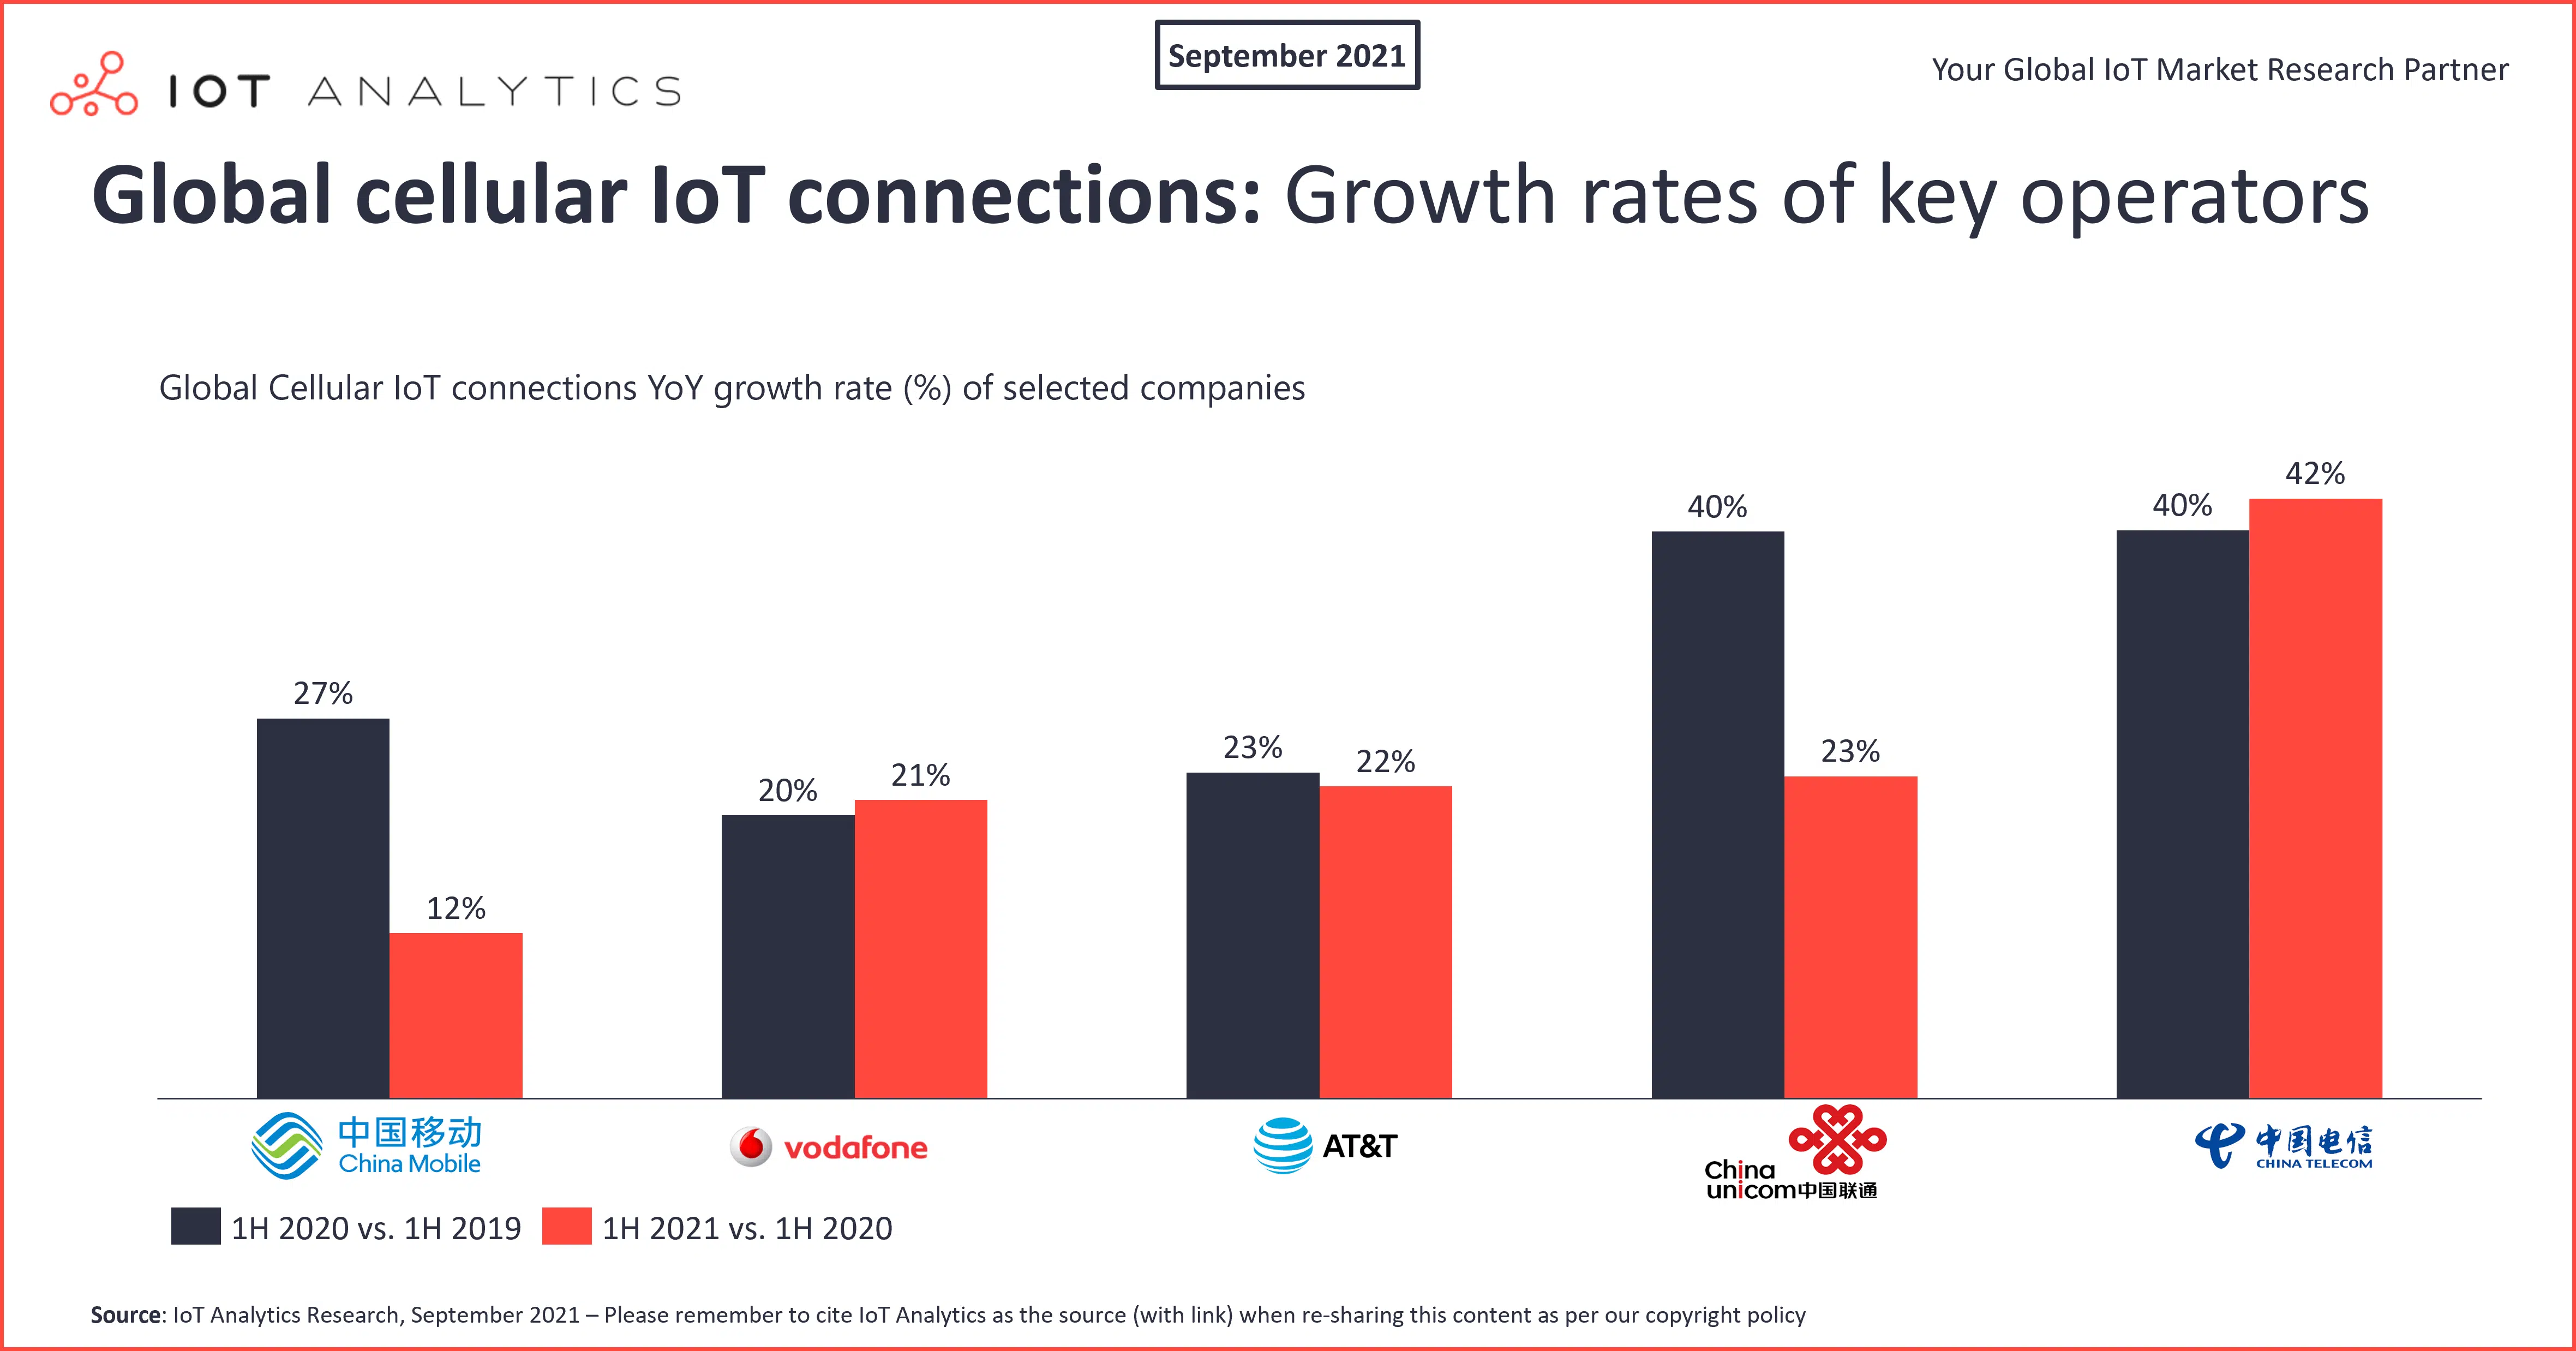 IOT ANALYTICS
September 2021
Your Global IoT Market Research Partner
Global cellular IoT connections: Growth rates of key operators
Global Cellular IoT connections YoY growth rate (%) of selected companies
27%
12%
20%
21%
23%
22%
40%
23%
40%
42%
中国移动
China Mobile
vodafone
AT&T
China
unicom中国联通
中国电信
CHINA TELECOM
1H 2020 vs. 1H 2019
1H 2021 vs. 1H 2020
Source: IoT Analytics Research, September 2021 – Please remember to cite IoT Analytics as the source (with link) when re-sharing this content as per our copyright policy